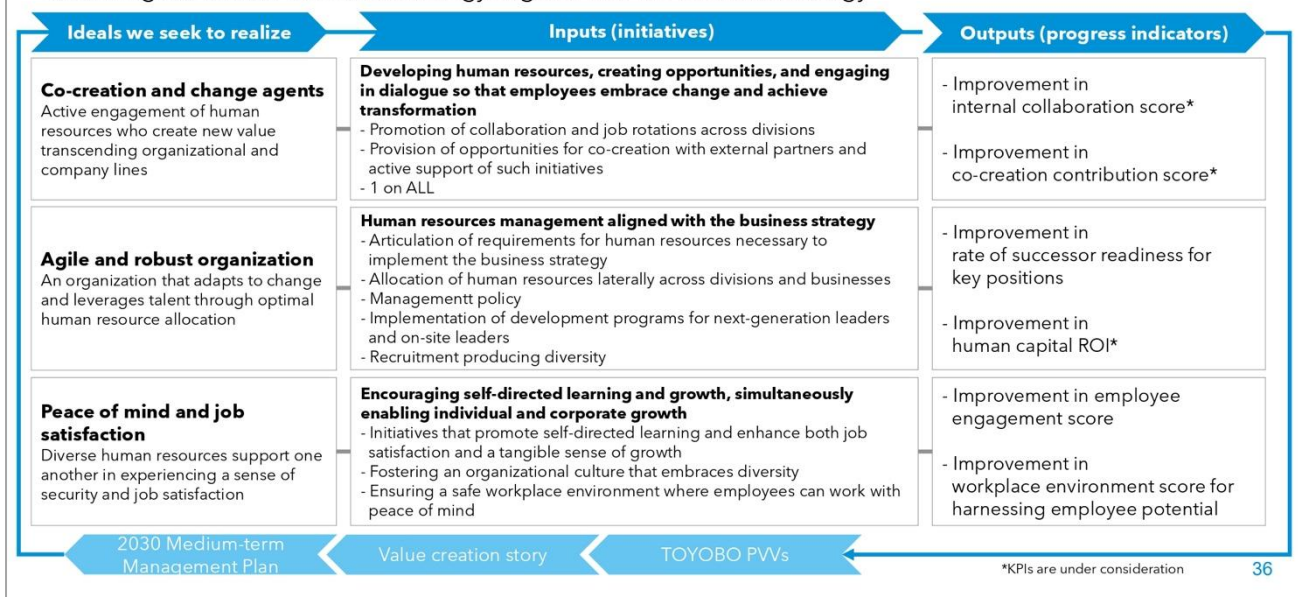 Ideals we seek to realize
Inputs (initiatives)
Outputs (progress indicators)
Co-creation and change agents
Active engagement of human
resources who create new value
transcending organizational and
company lines
Developing human resources, creating opportunities, and engaging
in dialogue so that employees embrace change and achieve
transformation
- Promotion of collaboration and job rotations across divisions
- Provision of opportunities for co-creation with external partners and
active support of such initiatives
- 1 on ALL
- Improvement in
internal collaboration score*
- Improvement in
co-creation contribution score*
Agile and robust organization
An organization that adapts to change
and leverages talent through optimal
human resource allocation
Human resources management aligned with the business strategy
- Articulation of requirements for human resources necessary to
implement the business strategy
- Allocation of human resources laterally across divisions and businesses
- Managementt policy
- Implementation of development programs for next-generation leaders
and on-site leaders
- Recruitment producing diversity
- Improvement in
rate of successor readiness for
key positions
- Improvement in
human capital ROI*
Peace of mind and job
satisfaction
Diverse human resources support one
another in experiencing a sense of
security and job satisfaction
Encouraging self-directed learning and growth, simultaneously
enabling individual and corporate growth
- Initiatives that promote self-directed learning and enhance both job
satisfaction and a tangible sense of growth
- Fostering an organizational culture that embraces diversity
- Ensuring a safe workplace environment where employees can work with
peace of mind
- Improvement in employee
engagement score
- Improvement in
workplace environment score for
harnessing employee potential
2030 Medium-term
Management Plan
Value creation story
TOYOBO PVVs
*KPIs are under consideration
36